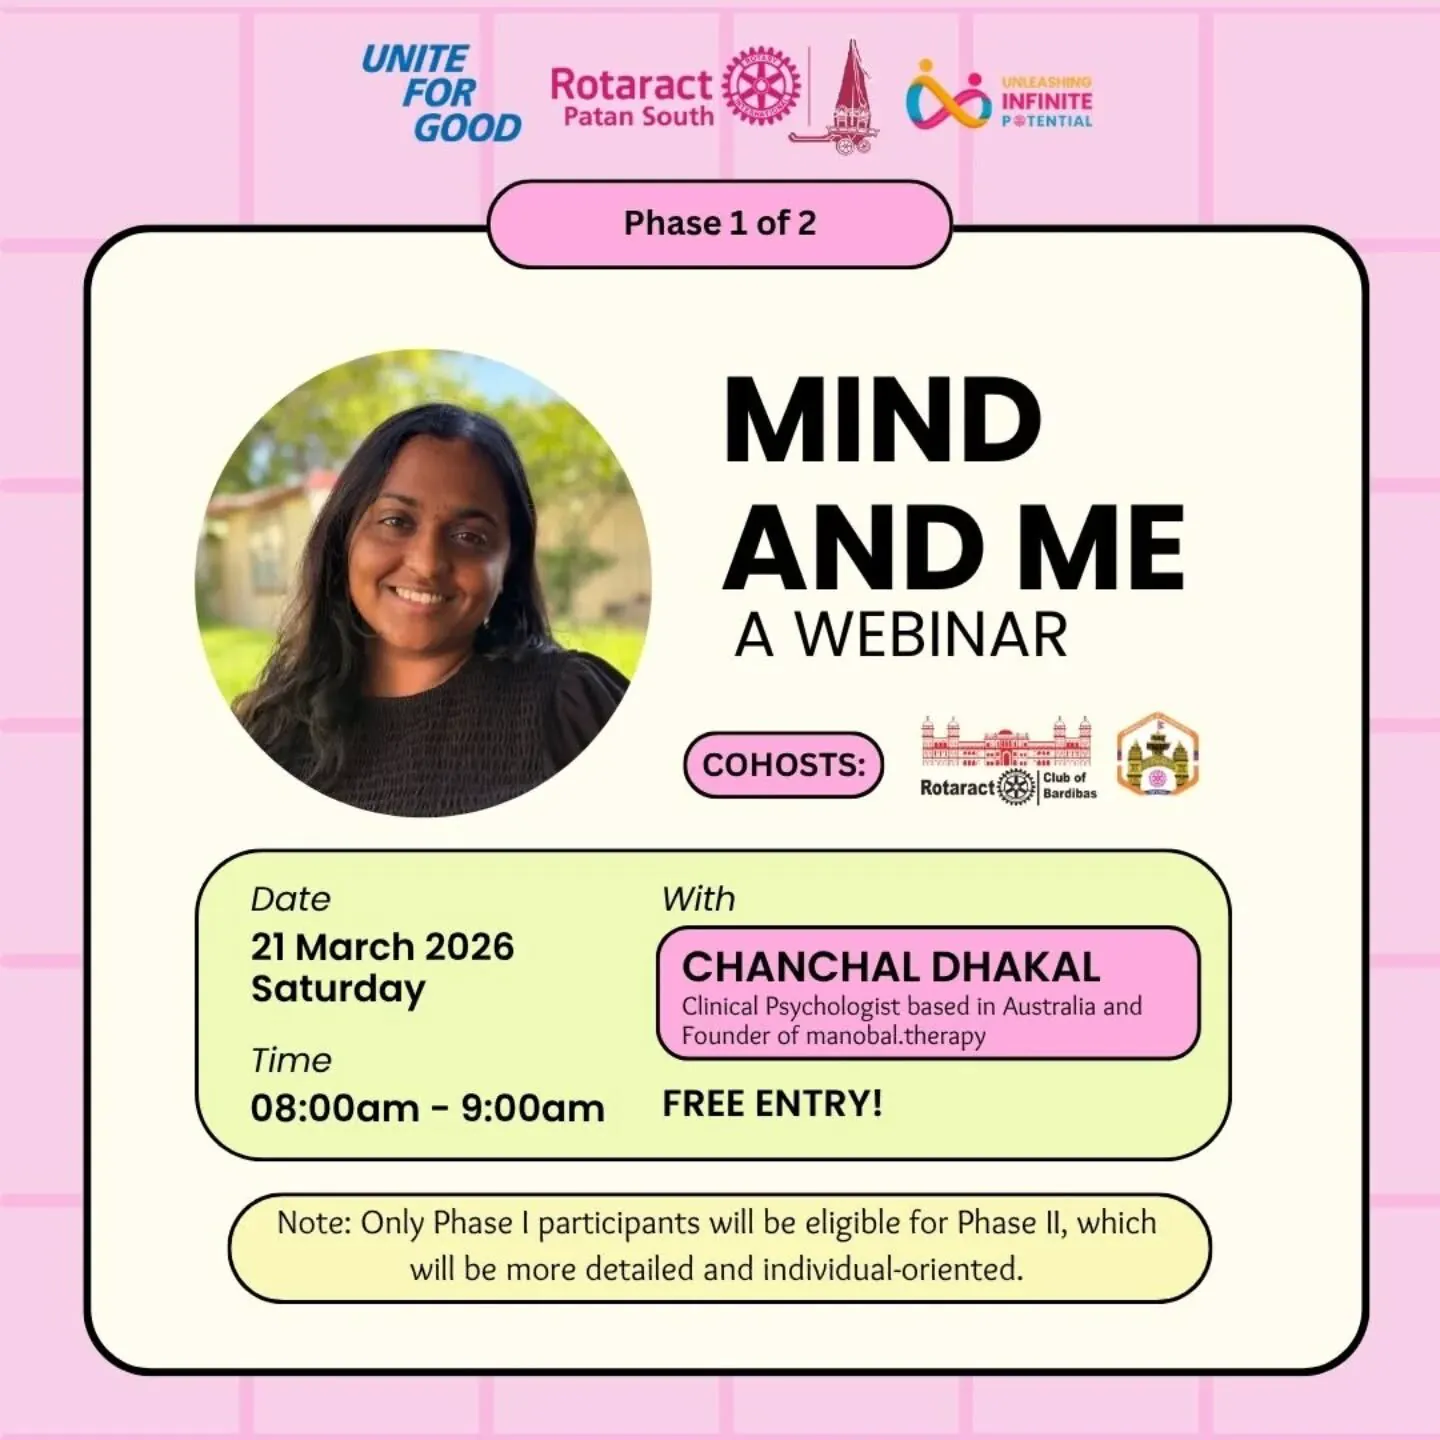 UNITE
FOR
GOOD
Rotaract
Patan South
ROTARY
INTERNATIONAL
UNLEASHING
INFINITE
POTENTIAL
Phase 1 of 2
MIND
AND ME
A WEBINAR
COHOSTS:
Rotaract
Club of
Bardibas
Date
21 March 2026
Saturday
Time
08:00am - 9:00am
With
CHANCHAL DHAKAL
Clinical Psychologist based in Australia and
Founder of manobal.therapy
FREE ENTRY!
Note: Only Phase I participants will be eligible for Phase II, which
will be more detailed and individual-oriented.